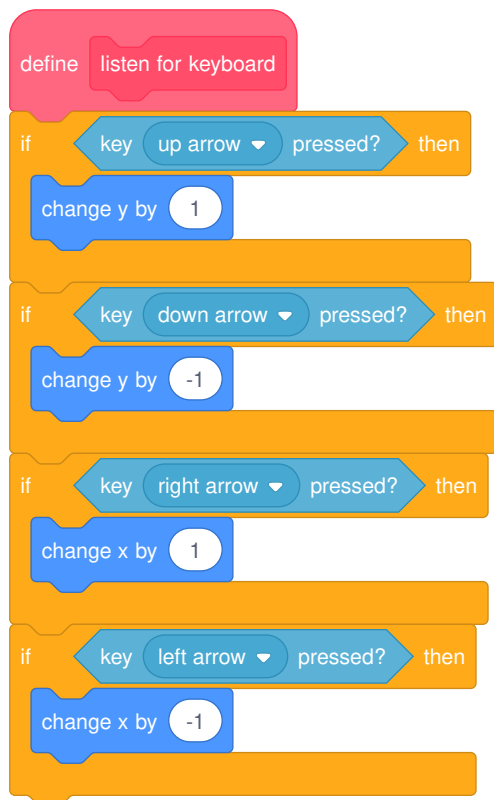 define listen for keyboard
if key up arrow pressed? then
change y by 1
if key down arrow pressed? then
change y by -1
if key right arrow pressed? then
change x by 1
if key left arrow pressed? then
change x by -1